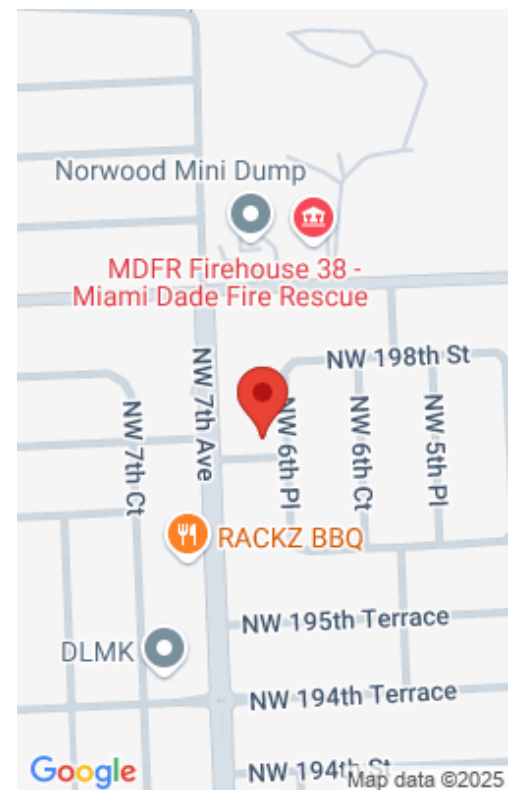 Norwood Mini Dump
MDFR Firehouse 38 -
Miami Dade Fire Rescue
NW 198th St
NW 7th Ave
NW 7th Ct
NW 6th Pl
NW 6th Ct
NW 5th Pl
RACKZ BBQ
NW 195th Terrace
DLMK
NW 194th Terrace
NW 194th St
Google
Map data ©2025